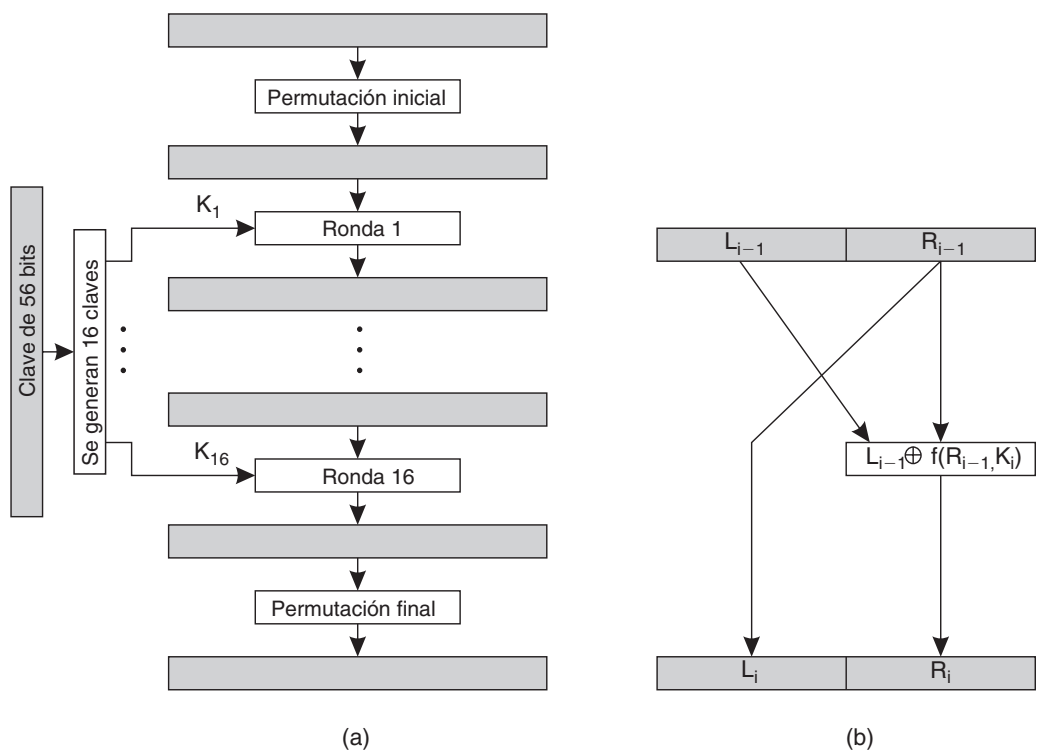 Permutación inicial
Clave de 56 bits
Se generan 16 claves
K₁
Ronda 1
K₁₆
Ronda 16
Permutación final
(a)
Lᵢ₋₁
Rᵢ₋₁
Lᵢ₋₁⊕ f(Rᵢ₋₁,Kᵢ)
Lᵢ
Rᵢ
(b)